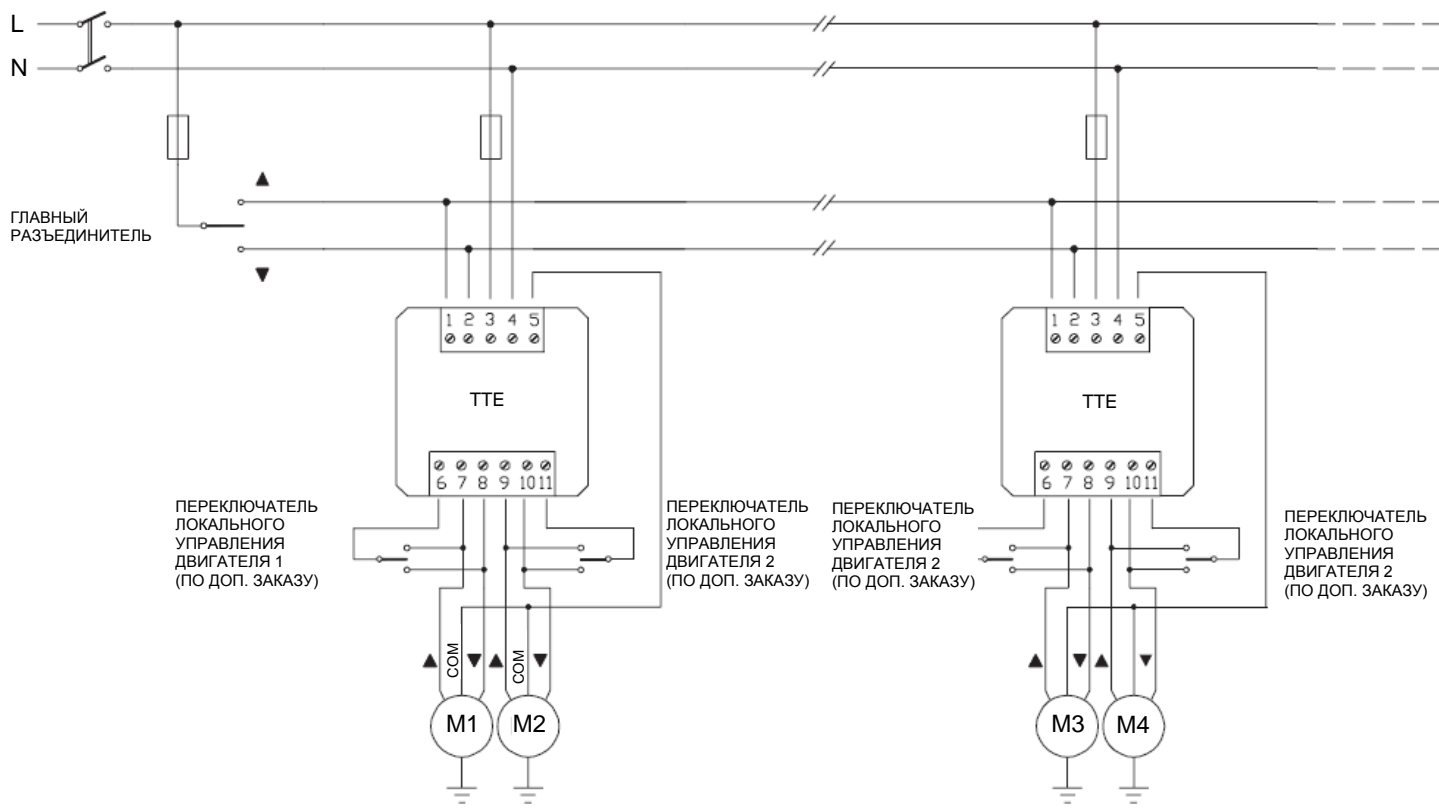 L
N
ГЛАВНЫЙ
РАЗЪЕДИНИТЕЛЬ
▲
▼
1 2 3 4 5
TTE
6 7 8 9 10 11
1 2 3 4 5
TTE
6 7 8 9 10 11
ПЕРЕКЛЮЧАТЕЛЬ
ЛОКАЛЬНОГО
УПРАВЛЕНИЯ
ДВИГАТЕЛЯ 1
(ПО ДОП. ЗАКАЗУ)
ПЕРЕКЛЮЧАТЕЛЬ
ЛОКАЛЬНОГО
УПРАВЛЕНИЯ
ДВИГАТЕЛЯ 2
(ПО ДОП. ЗАКАЗУ)
ПЕРЕКЛЮЧАТЕЛЬ
ЛОКАЛЬНОГО
УПРАВЛЕНИЯ
ДВИГАТЕЛЯ 2
(ПО ДОП. ЗАКАЗУ)
ПЕРЕКЛЮЧАТЕЛЬ
ЛОКАЛЬНОГО
УПРАВЛЕНИЯ
ДВИГАТЕЛЯ 2
(ПО ДОП. ЗАКАЗУ)
▲ COM ▼ ▲ COM ▼
▲ ▼ ▲ ▼
M1 M2
M3 M4